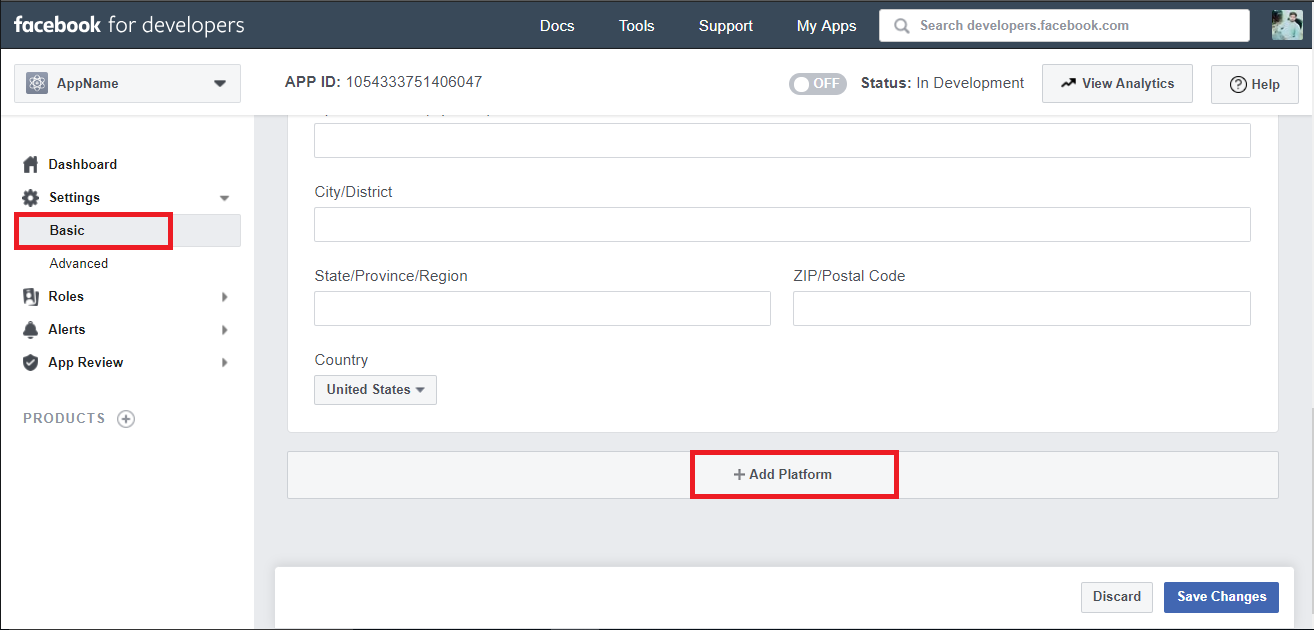 facebook for developers
Docs
Tools
Support
My Apps
Search developers.facebook.com
AppName
APP ID: 1054333751406047
OFF
Status: In Development
View Analytics
Help
Dashboard
Settings
Basic
Advanced
Roles
Alerts
App Review
PRODUCTS
City/District
State/Province/Region
ZIP/Postal Code
Country
United States
+ Add Platform
Discard
Save Changes